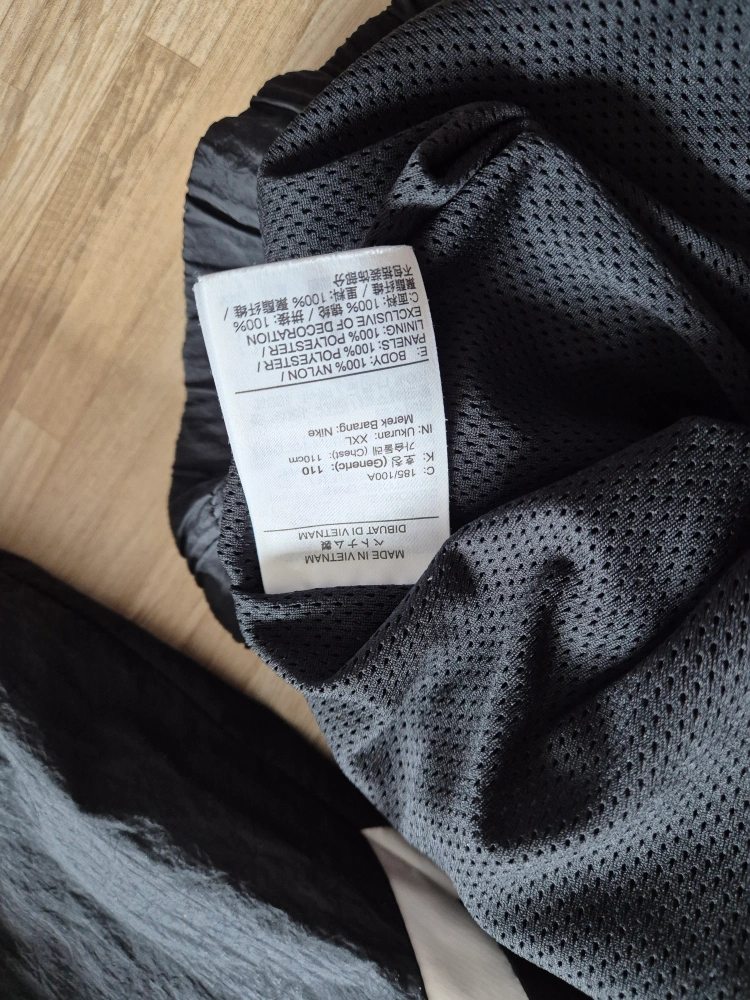 MADE IN VIETNAM
ベトナム製
DIBUAT DI VIETNAM
C: 185/100A
K: 호칭 (Generic): 110
가슴둘레 (Chest): 110cm
IN: Ukuran: XXL
Merek Barang: Nike
E: BODY: 100% NYLON /
PANELS: 100% POLYESTER /
LINING: 100% POLYESTER /
EXCLUSIVE OF DECORATION
C:面料: 100% 锦纶 / 拼接: 100%
聚酯纤维 / 里料: 100% 聚酯纤维 /
不包括装饰部分